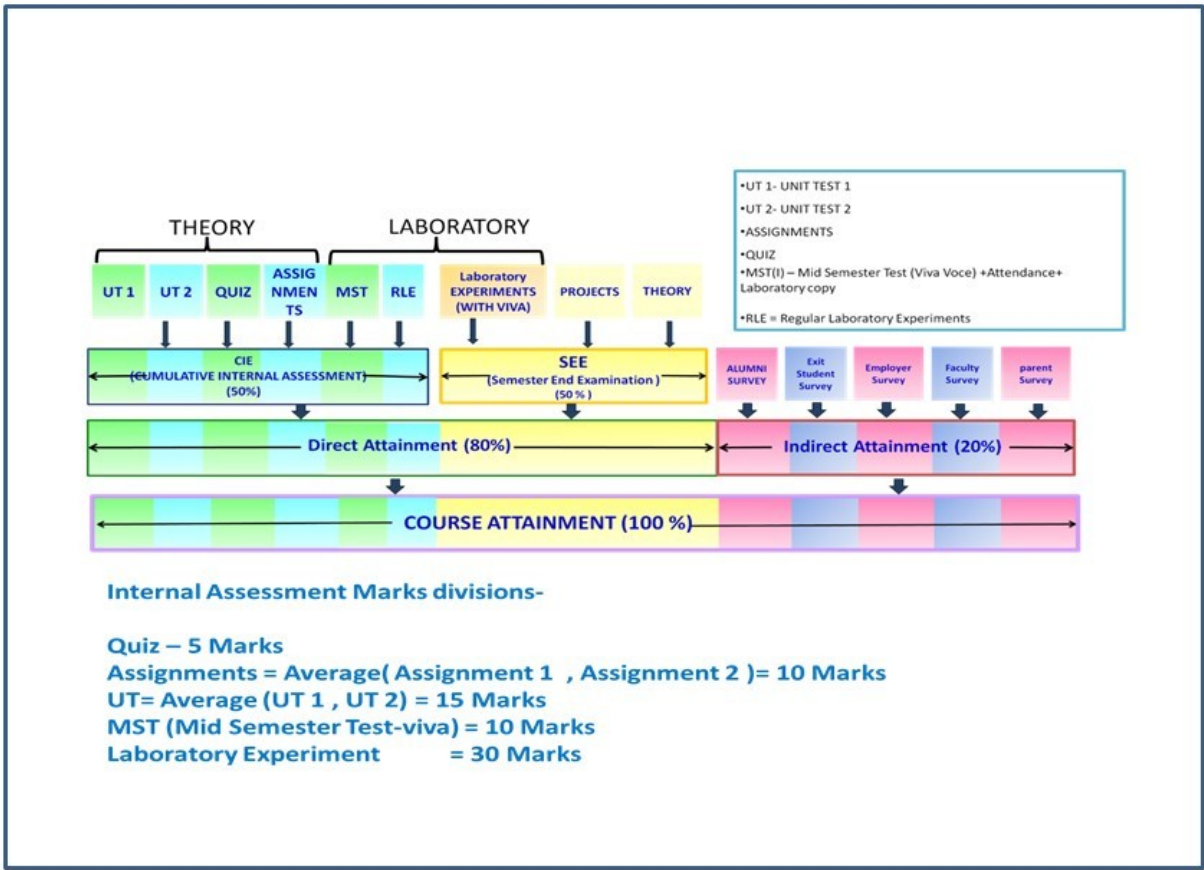 •UT 1- UNIT TEST 1
•UT 2- UNIT TEST 2
•ASSIGNMENTS
•QUIZ
•MST(I) – Mid Semester Test (Viva Voce) +Attendance+
Laboratory copy
•RLE = Regular Laboratory Experiments
THEORY
LABORATORY
UT 1
UT 2
QUIZ
ASSIG
NMEN
TS
MST
RLE
Laboratory
EXPERIMENTS
(WITH VIVA)
PROJECTS
THEORY
CIE
(CUMULATIVE INTERNAL ASSESSMENT)
(50%)
SEE
(Semester End Examination )
(50 % )
ALUMNI
SURVEY
Exit
Student
Survey
Employer
Survey
Faculty
Survey
parent
Survey
Direct Attainment (80%)
Indirect Attainment (20%)
COURSE ATTAINMENT (100 %)
Internal Assessment Marks divisions-
Quiz – 5 Marks
Assignments = Average( Assignment 1 , Assignment 2 )= 10 Marks
UT= Average (UT 1 , UT 2) = 15 Marks
MST (Mid Semester Test-viva) = 10 Marks
Laboratory Experiment = 30 Marks